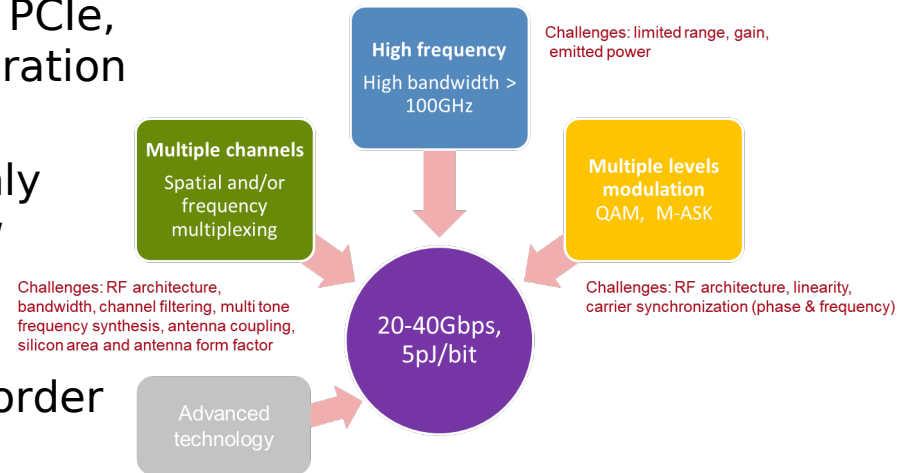 PCIe,
ration
ly
order
High frequency
High bandwidth >
100GHz
Challenges: limited range, gain,
emitted power
Multiple channels
Spatial and/or
frequency
multiplexing
Challenges: RF architecture,
bandwidth, channel filtering, multi tone
frequency synthesis, antenna coupling,
silicon area and antenna form factor
Multiple levels
modulation
QAM, M-ASK
Challenges: RF architecture, linearity,
carrier synchronization (phase & frequency)
20-40Gbps,
5pJ/bit
Advanced
technology